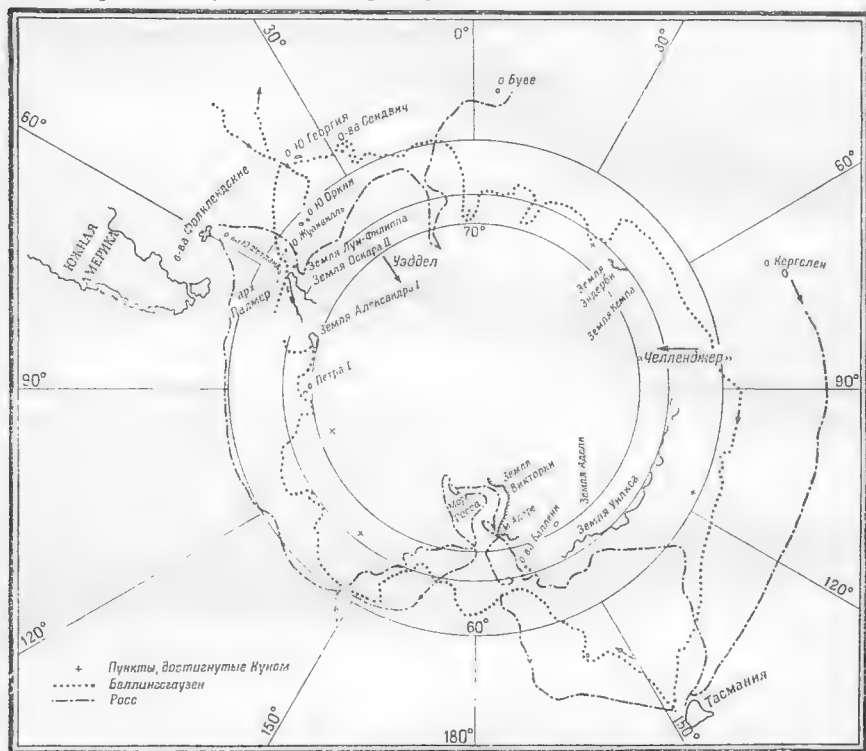 30°
0°
30°
о Буве
60°
о Ю Георгия
о-ва Сендвич
60°
о-ва Фолклендские
о Ю Оркни
о Жуанвиль
70°
Земля Луи-Филиппа
Земля Оскара II
Уэддел
ЮЖНАЯ
АМЕРИКА
арх
Палмер
Земля Александра I
Земля
Эндерби
Земля Кемпа
о Кергелен
„Челленджер"
90°
о Петра I
90°
Земля
Виктории
Земля Адели
Земля Уилкса
о-ва Баллени
120°
60°
120°
+ Пункты, достигнутые Куком
Беллинсгаузен
Росс
150°
180°
150°
Тасмания